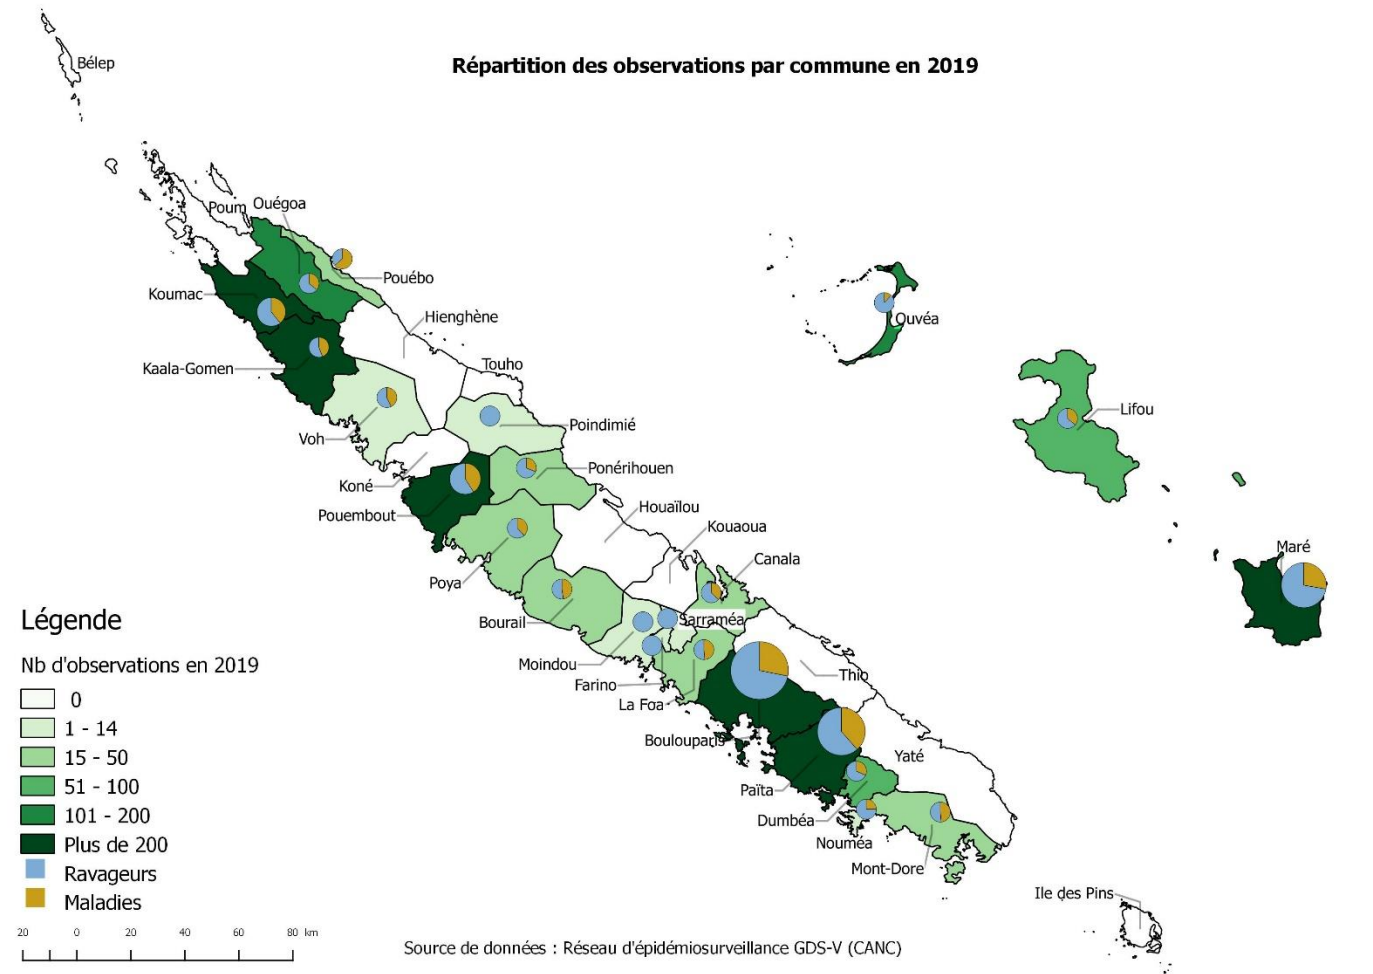 Répartition des observations par commune en 2019
Bélep
Poum
Ouégoa
Pouébo
Koumac
Hienghène
Ouvéa
Touho
Kaala-Gomen
Lifou
Voh
Poindimié
Ponérihouen
Koné
Pouembout
Houaïlou
Kouaoua
Canala
Maré
Poya
Bourail
Sarraméa
Moindou
Farino
Thio
La Foa
Boulouparis
Yaté
Païta
Dumbéa
Nouméa
Mont-Dore
Ile des Pins
Légende
Nb d'observations en 2019
0
1 - 14
15 - 50
51 - 100
101 - 200
Plus de 200
Ravageurs
Maladies
20 0 20 40 60 80 km
Source de données : Réseau d'épidémiosurveillance GDS-V (CANC)